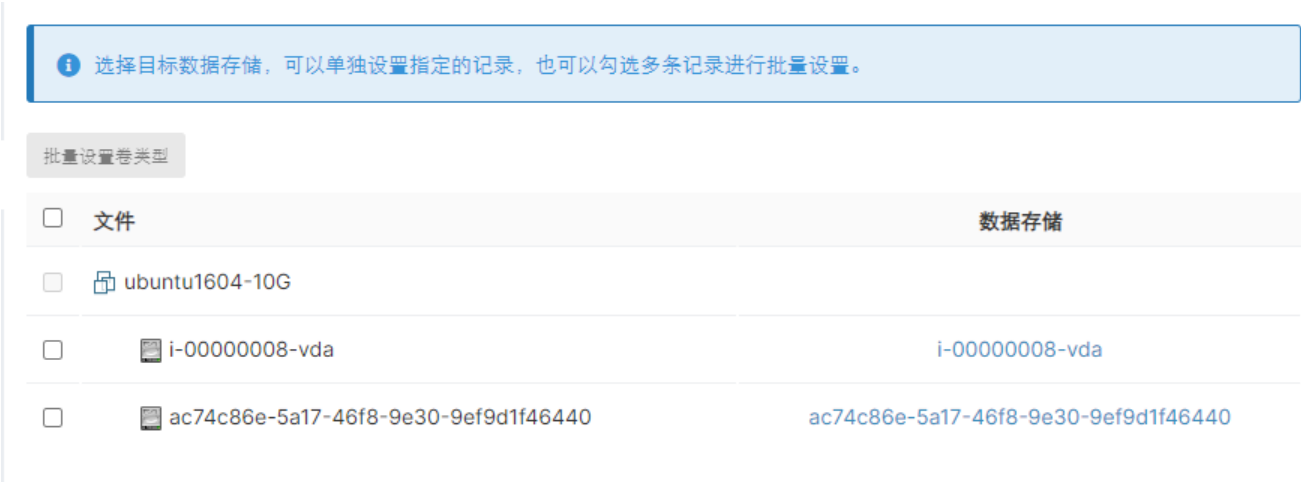 选择目标数据存储，可以单独设置指定的记录，也可以勾选多条记录进行批量设置。
批量设置卷类型
文件 数据存储
ubuntu1604-10G
i-00000008-vda i-00000008-vda
ac74c86e-5a17-46f8-9e30-9ef9d1f46440 ac74c86e-5a17-46f8-9e30-9ef9d1f46440